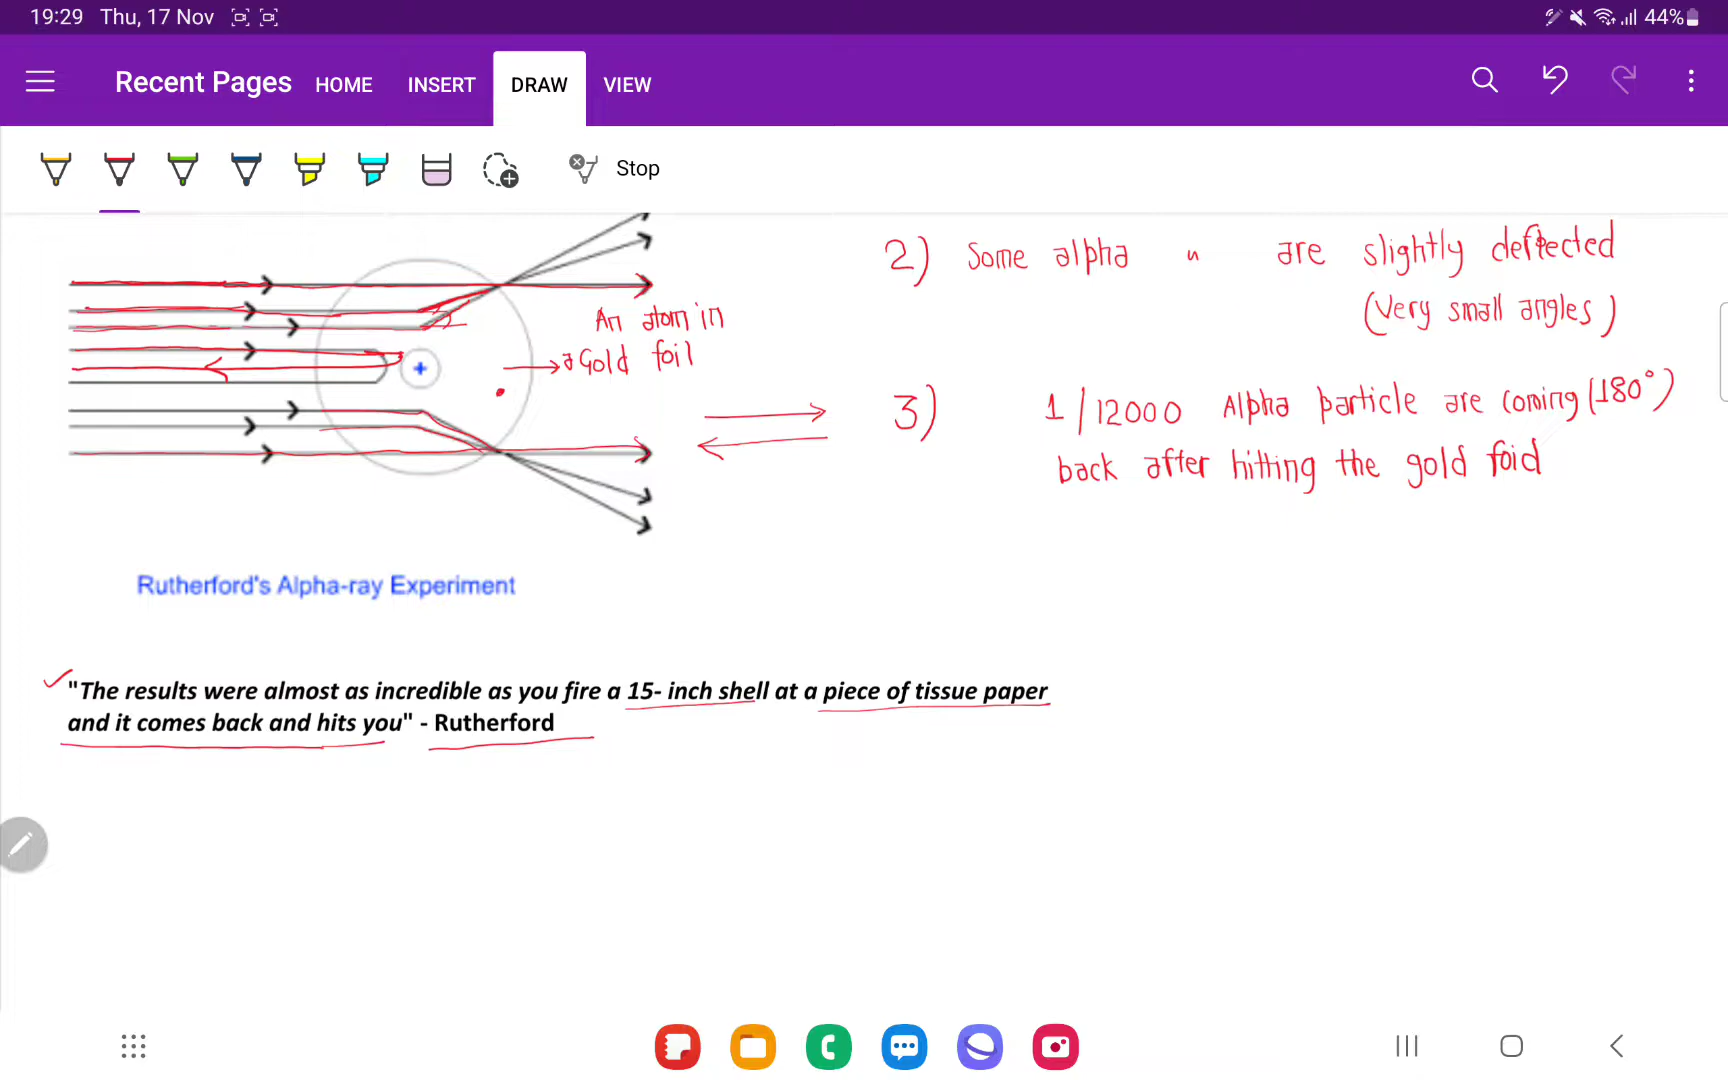 19:29 Thu, 17 Nov 44%
Recent Pages HOME INSERT DRAW VIEW
Stop
2) Some alpha " are slightly deflected
(very small angles)
An atom in
a Gold foil
3) 1/12000 Alpha particle are coming (180°)
back after hitting the gold foid
+
Rutherford's Alpha-ray Experiment
"The results were almost as incredible as you fire a 15- inch shell at a piece of tissue paper
and it comes back and hits you" - Rutherford